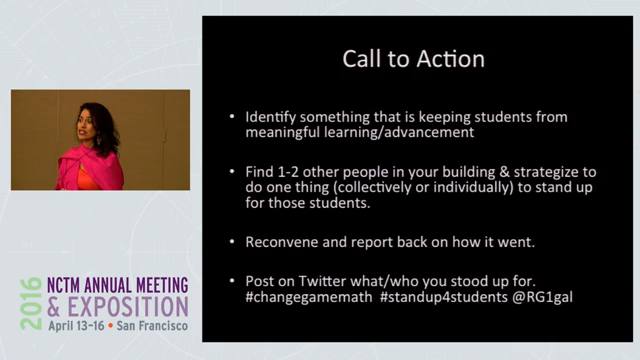 Call to Action
• Identify something that is keeping students from
meaningful learning/advancement
• Find 1-2 other people in your building & strategize to
do one thing (collectively or individually) to stand up
for those students.
• Reconvene and report back on how it went.
• Post on Twitter what/who you stood up for.
#changegamemath #standup4students @RG1gal
2016
NCTM ANNUAL MEETING
& EXPOSITION
April 13–16 • San Francisco